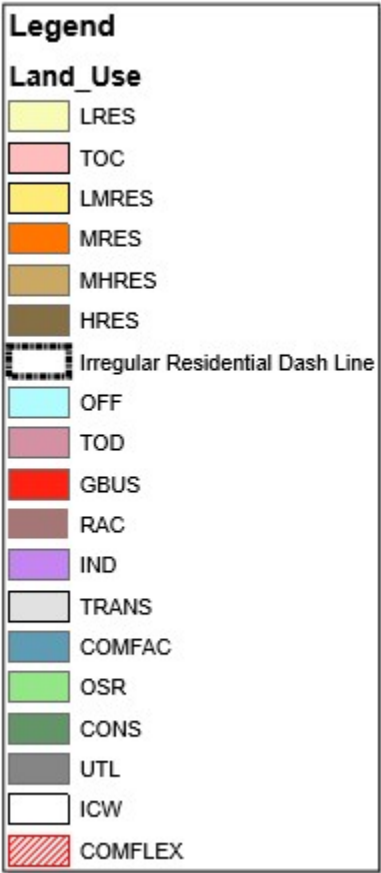 Legend
Land_Use
LRES
TOC
LMRES
MRES
MHRES
HRES
Irregular Residential Dash Line
OFF
TOD
GBUS
RAC
IND
TRANS
COMFAC
OSR
CONS
UTL
ICW
COMFLEX